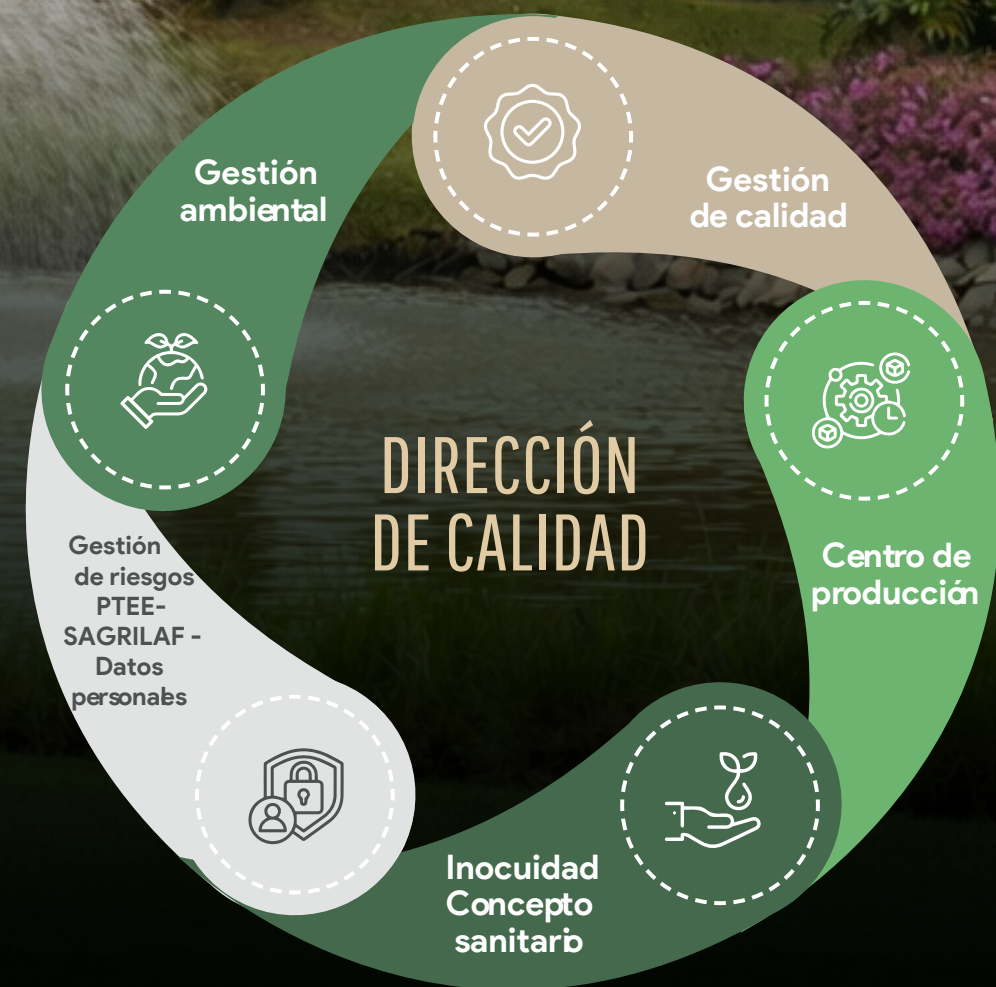 Gestión
ambiental
Gestión
de calidad
DIRECCIÓN
DE CALIDAD
Centro de
producción
Gestión
de riesgos
PTEE-
SAGRILAF -
Datos
personales
Inocuidad
Concepto
sanitario